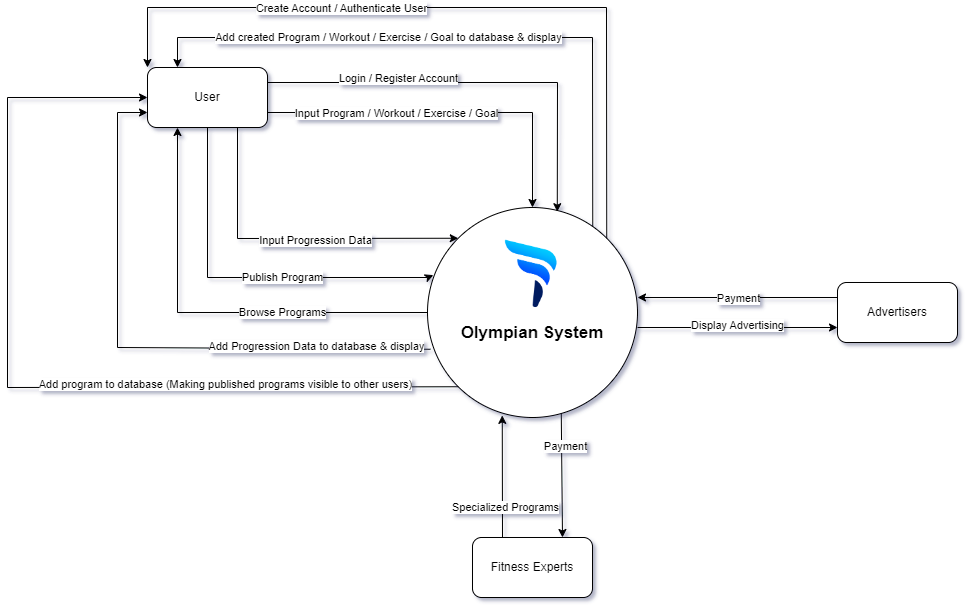 Create Account / Authenticate User
Add created Program / Workout / Exercise / Goal to database & display
User
Login / Register Account
Input Program / Workout / Exercise / Goal
Input Progression Data
Publish Program
Browse Programs
Add Progression Data to database & display
Add program to database (Making published programs visible to other users)
Olympian System
Payment
Display Advertising
Advertisers
Payment
Specialized Programs
Fitness Experts